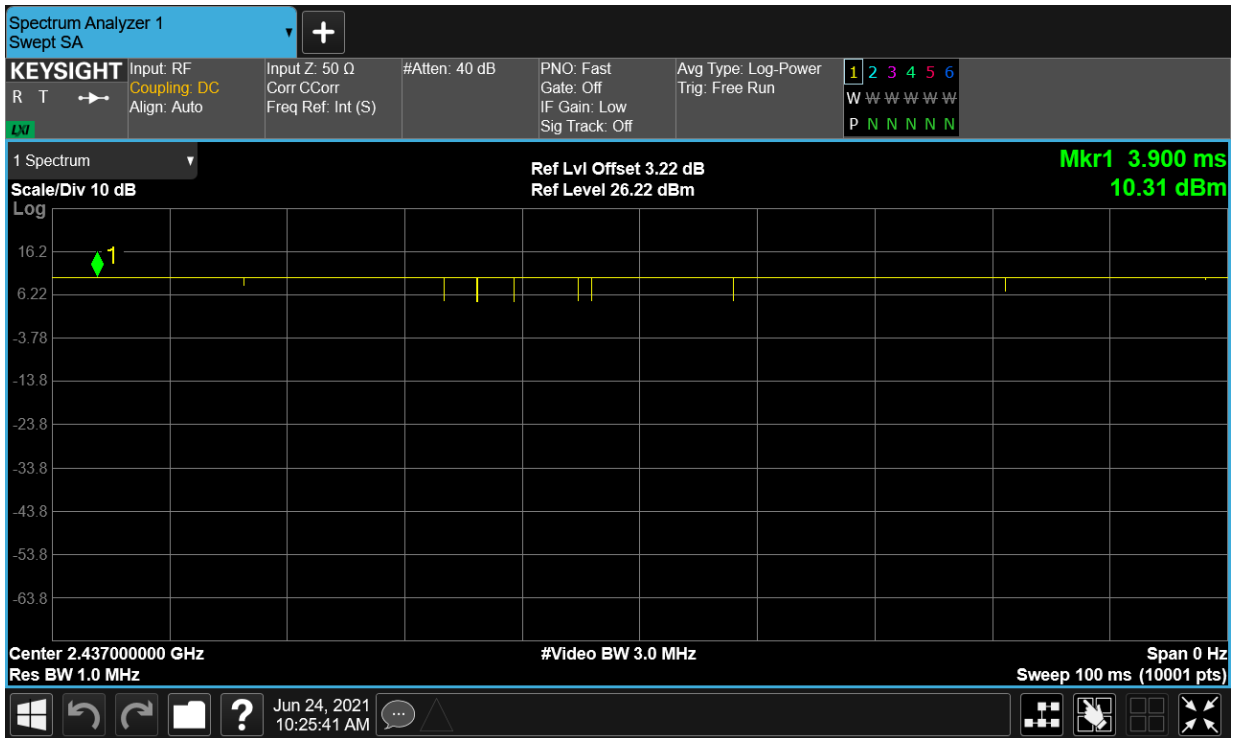 Spectrum Analyzer 1
Swept SA
KEYSIGHT
R T
LXI
Input: RF
Coupling: DC
Align: Auto
Input Z: 50 Ω
Corr CCorr
Freq Ref: Int (S)
#Atten: 40 dB
PNO: Fast
Gate: Off
IF Gain: Low
Sig Track: Off
Avg Type: Log-Power
Trig: Free Run
1 2 3 4 5 6
W W W W W W
P N N N N N
1 Spectrum
Scale/Div 10 dB
Log
Ref Lvl Offset 3.22 dB
Ref Level 26.22 dBm
Mkr1 3.900 ms
10.31 dBm
1
16.2
6.22
-3.78
-13.8
-23.8
-33.8
-43.8
-53.8
-63.8
Center 2.437000000 GHz
Res BW 1.0 MHz
#Video BW 3.0 MHz
Span 0 Hz
Sweep 100 ms (10001 pts)
?
Jun 24, 2021
10:25:41 AM